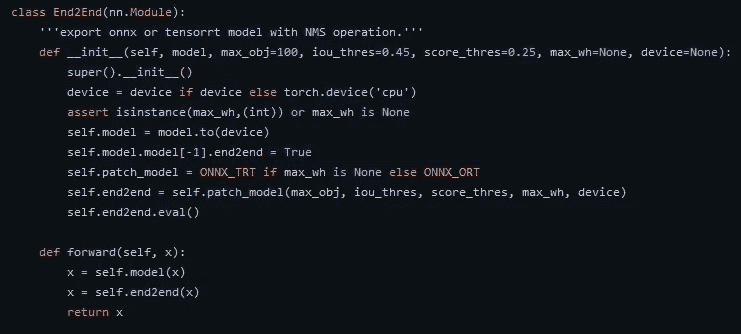 class End2End(nn.Module):
    '''export onnx or tensorrt model with NMS operation.'''
    def __init__(self, model, max_obj=100, iou_thres=0.45, score_thres=0.25, max_wh=None, device=None):
        super().__init__()
        device = device if device else torch.device('cpu')
        assert isinstance(max_wh,(int)) or max_wh is None
        self.model = model.to(device)
        self.model.model[-1].end2end = True
        self.patch_model = ONNX_TRT if max_wh is None else ONNX_ORT
        self.end2end = self.patch_model(max_obj, iou_thres, score_thres, max_wh, device)
        self.end2end.eval()

    def forward(self, x):
        x = self.model(x)
        x = self.end2end(x)
        return x